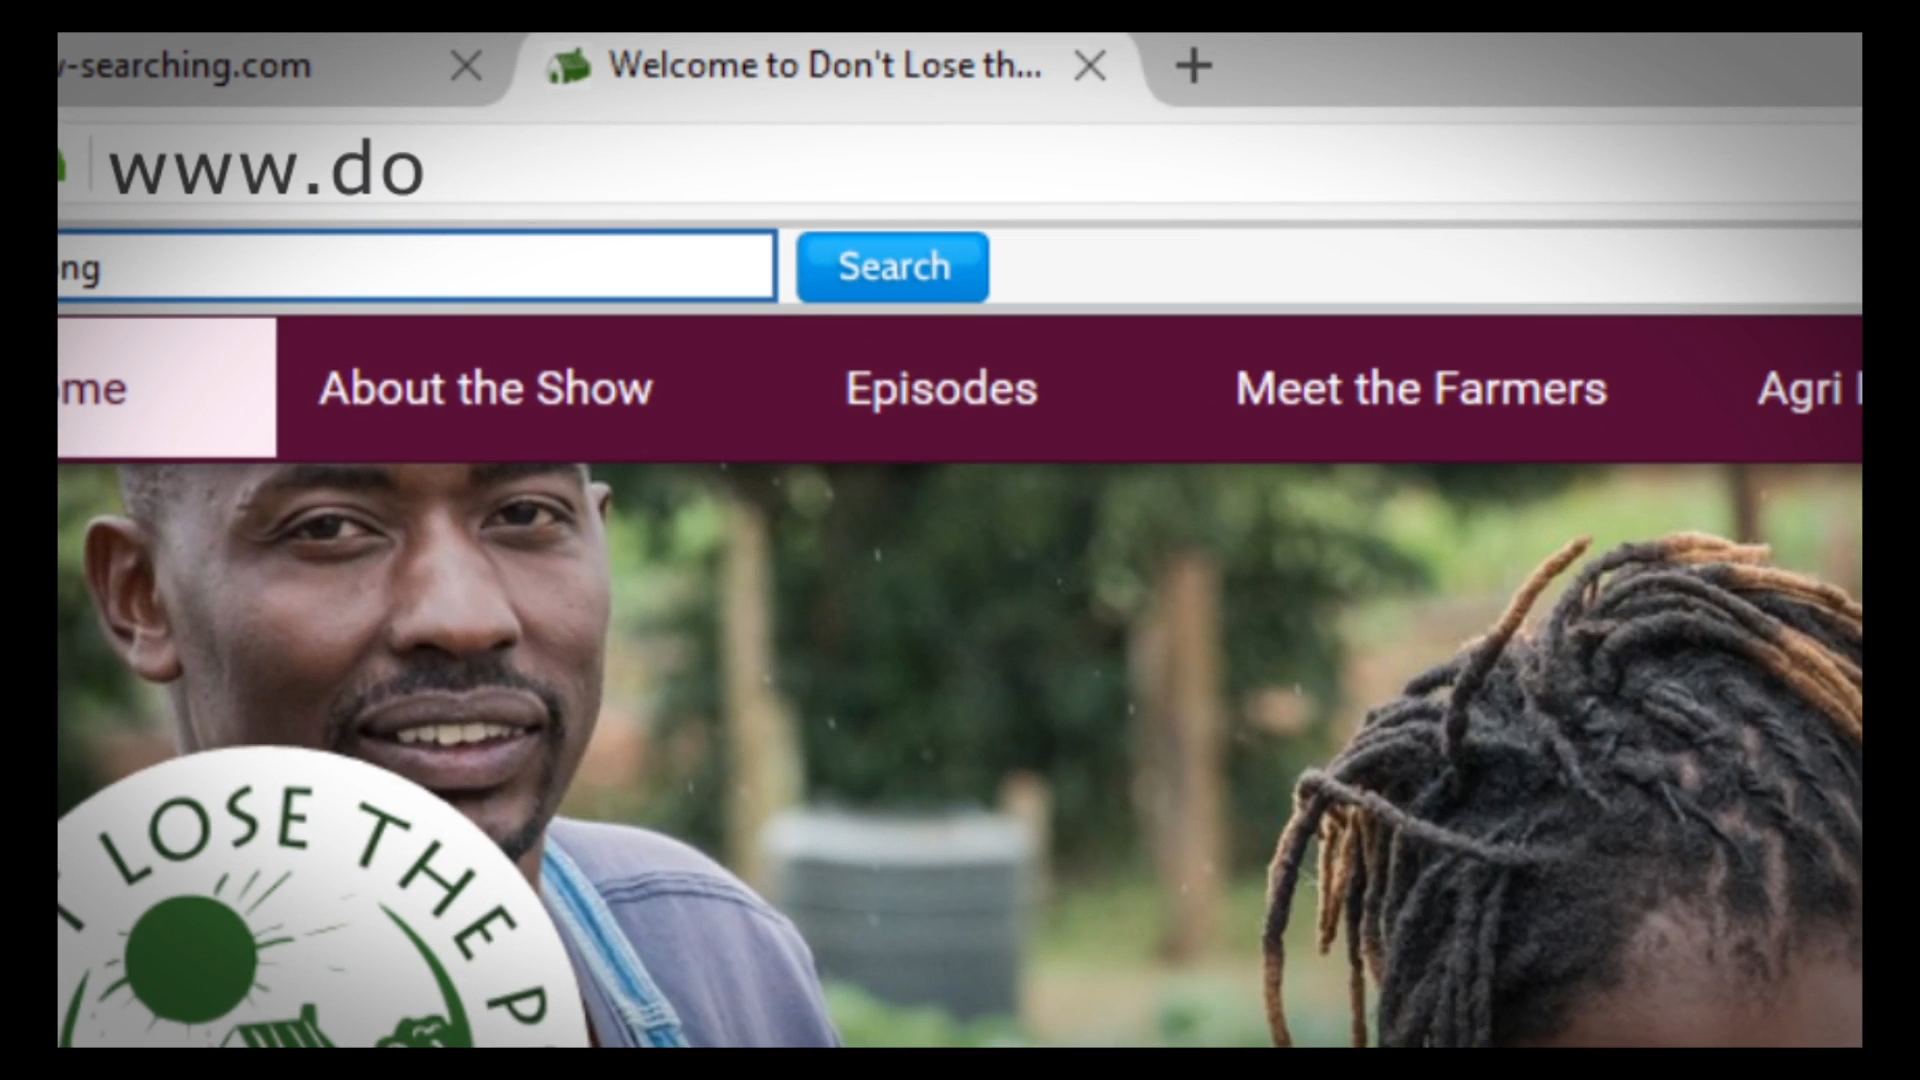 -searching.com
Welcome to Don't Lose th...
www.do
ng
Search
ome
About the Show
Episodes
Meet the Farmers
Agri
LOSE THE P